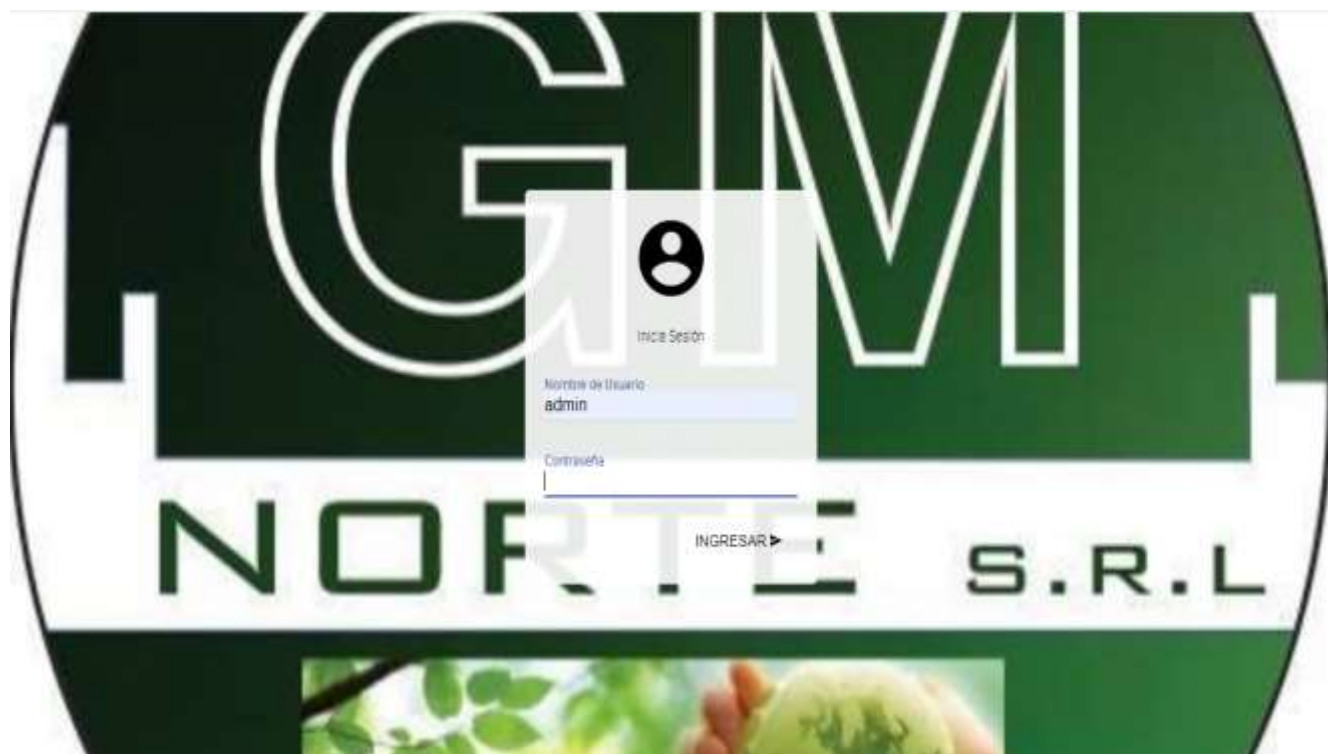 GM
Inicia Sesión
Nombre de Usuario
admin
Contraseña
INGRESAR
NORTE S.R.L